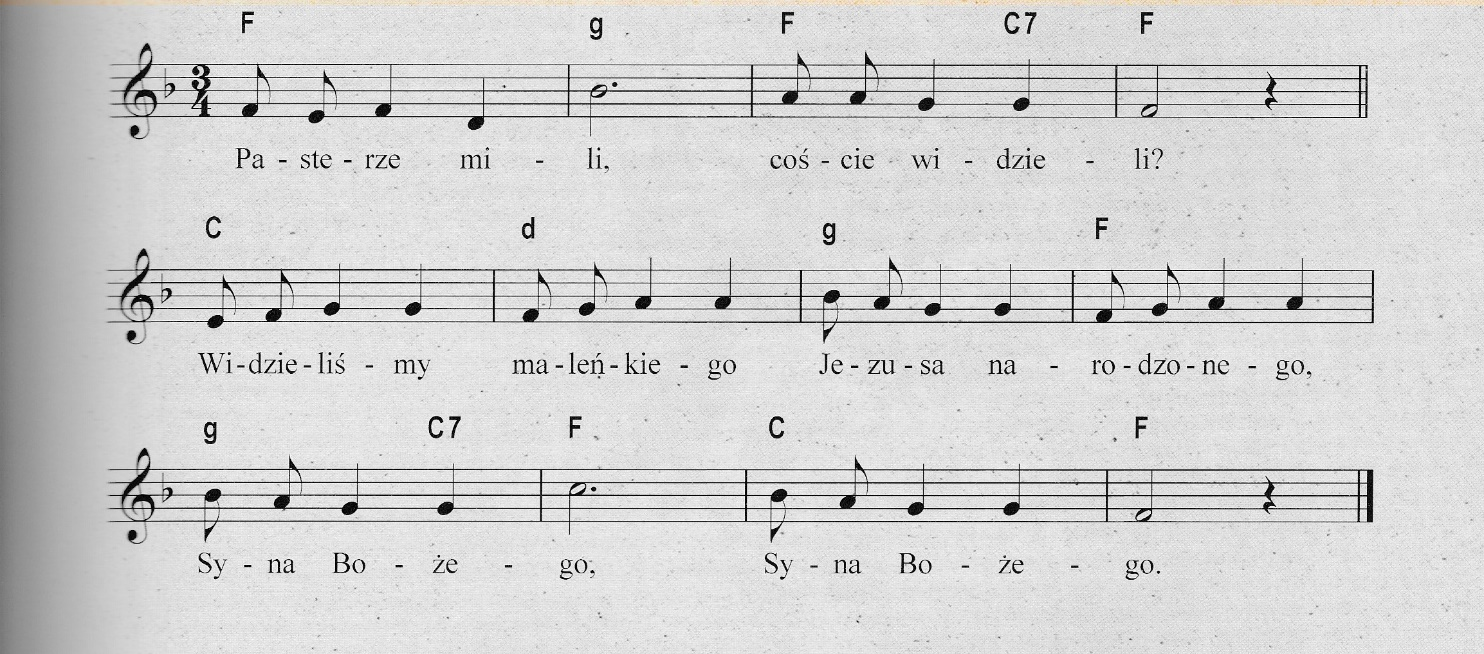 F g F C7 F
3
4
Pa - ste - rze mi - li, coś - cie wi - dzie - li?
C d g F
Wi - dzie - liś - my ma - leń - kie - go Je - zu - sa na - ro - dzo - ne - go,
g C7 F C F
Sy - na Bo - że - go, Sy - na Bo - że - go.